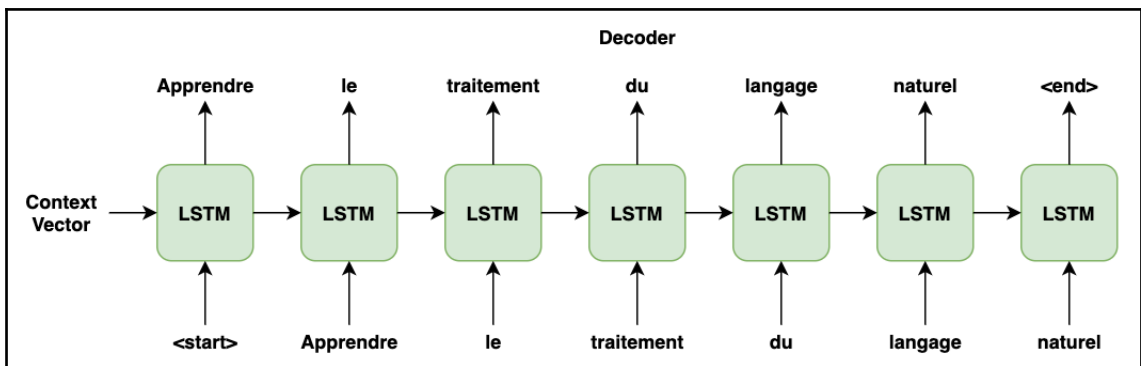 Decoder
Apprendre le traitement du langage naturel <end>
Context
Vector
LSTM LSTM LSTM LSTM LSTM LSTM LSTM
<start> Apprendre le traitement du langage naturel